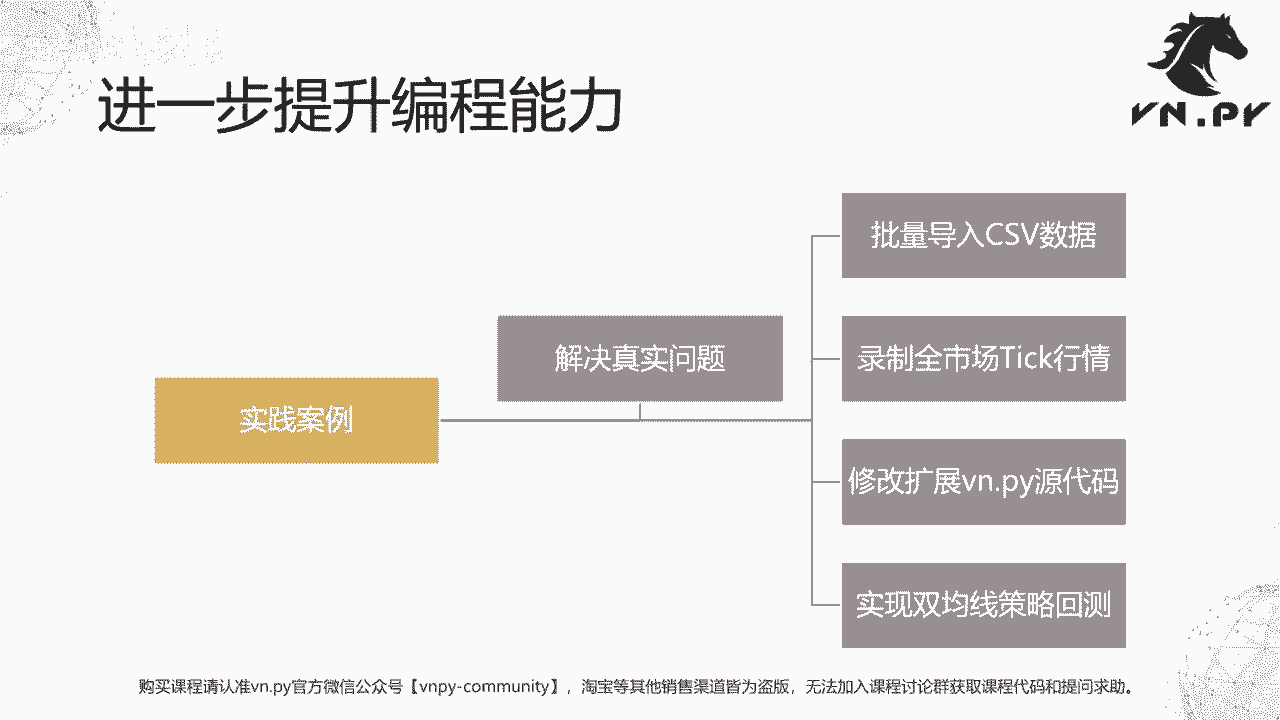 进一步提升编程能力
VN.PY
批量导入CSV数据
解决真实问题
录制全市场Tick行情
实践案例
修改扩展vn.py源代码
实现双均线策略回测
购买课程请认准vn.py官方微信公众号【vnpy-community】，淘宝等其他销售渠道皆为盗版，无法加入课程讨论群获取课程代码和提问求助。